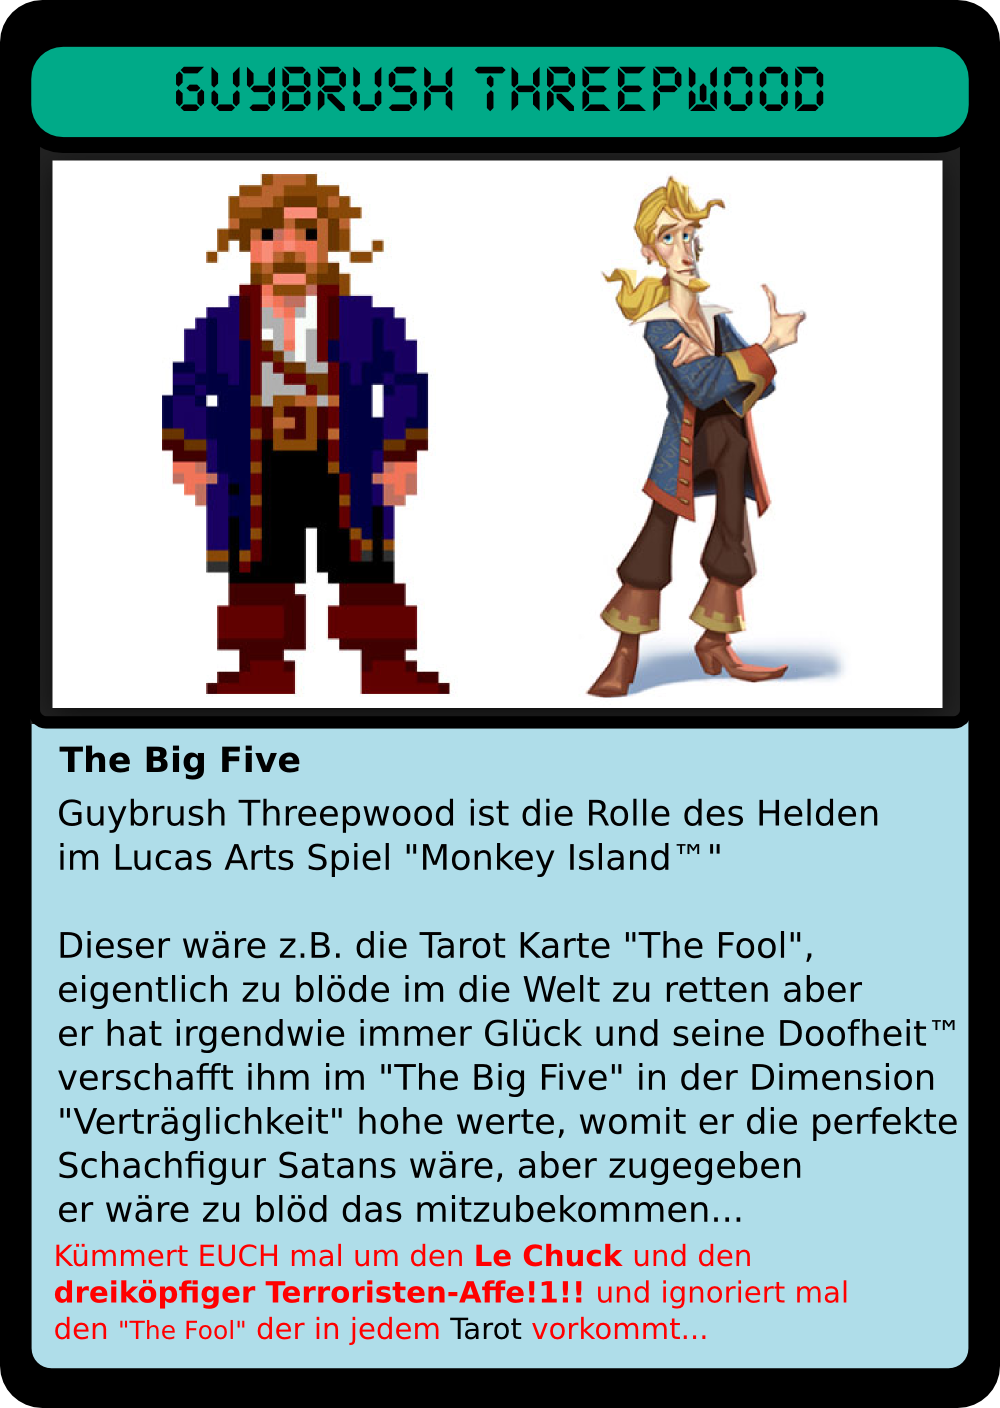 GUYBRUSH THREEPWOOD
The Big Five
Guybrush Threepwood ist die Rolle des Helden
im Lucas Arts Spiel "Monkey Island™"
Dieser wäre z.B. die Tarot Karte "The Fool",
eigentlich zu blöde im die Welt zu retten aber
er hat irgendwie immer Glück und seine Doofheit™
verschafft ihm im "The Big Five" in der Dimension
"Verträglichkeit" hohe werte, womit er die perfekte
Schachfigur Satans wäre, aber zugegeben
er wäre zu blöd das mitzubekommen...
Kümmert EUCH mal um den Le Chuck und den
dreiköpfiger Terroristen-Affe!1!! und ignoriert mal
den "The Fool" der in jedem Tarot vorkommt...